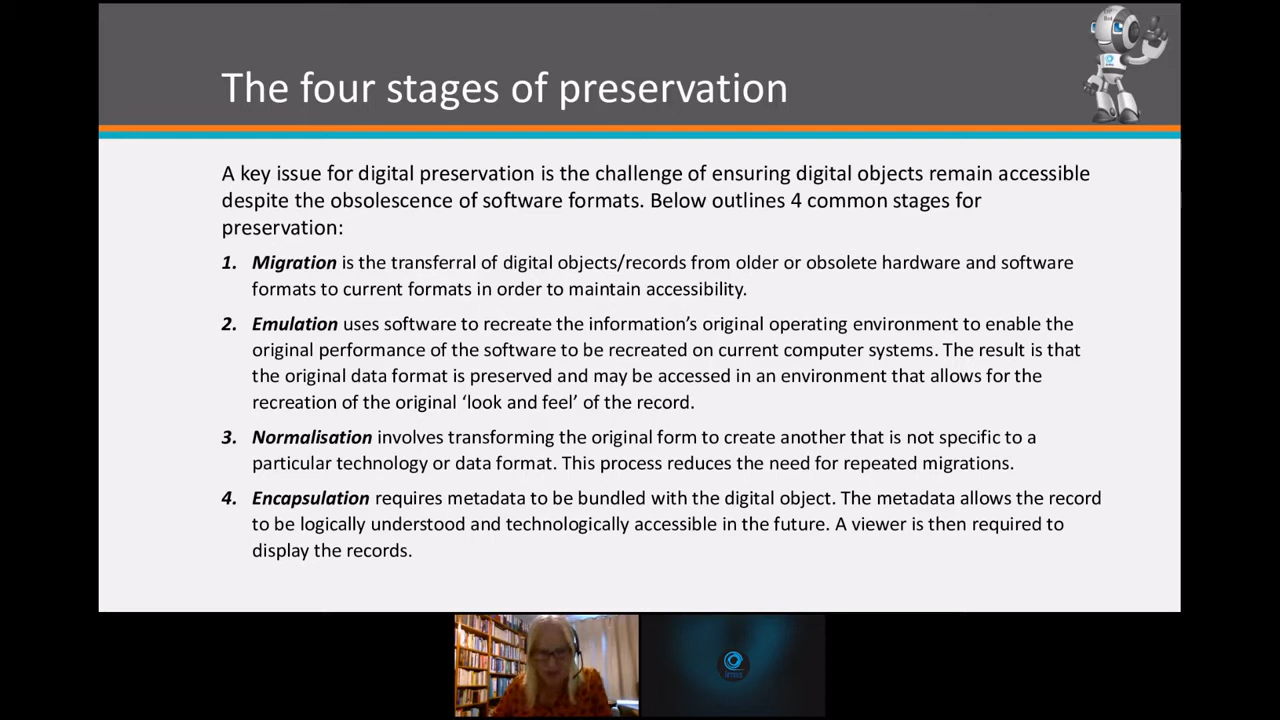 The four stages of preservation
A key issue for digital preservation is the challenge of ensuring digital objects remain accessible
despite the obsolescence of software formats. Below outlines 4 common stages for
preservation:
1. Migration is the transferral of digital objects/records from older or obsolete hardware and software
formats to current formats in order to maintain accessibility.
2. Emulation uses software to recreate the information’s original operating environment to enable the
original performance of the software to be recreated on current computer systems. The result is that
the original data format is preserved and may be accessed in an environment that allows for the
recreation of the original ‘look and feel’ of the record.
3. Normalisation involves transforming the original form to create another that is not specific to a
particular technology or data format. This process reduces the need for repeated migrations.
4. Encapsulation requires metadata to be bundled with the digital object. The metadata allows the record
to be logically understood and technologically accessible in the future. A viewer is then required to
display the records.